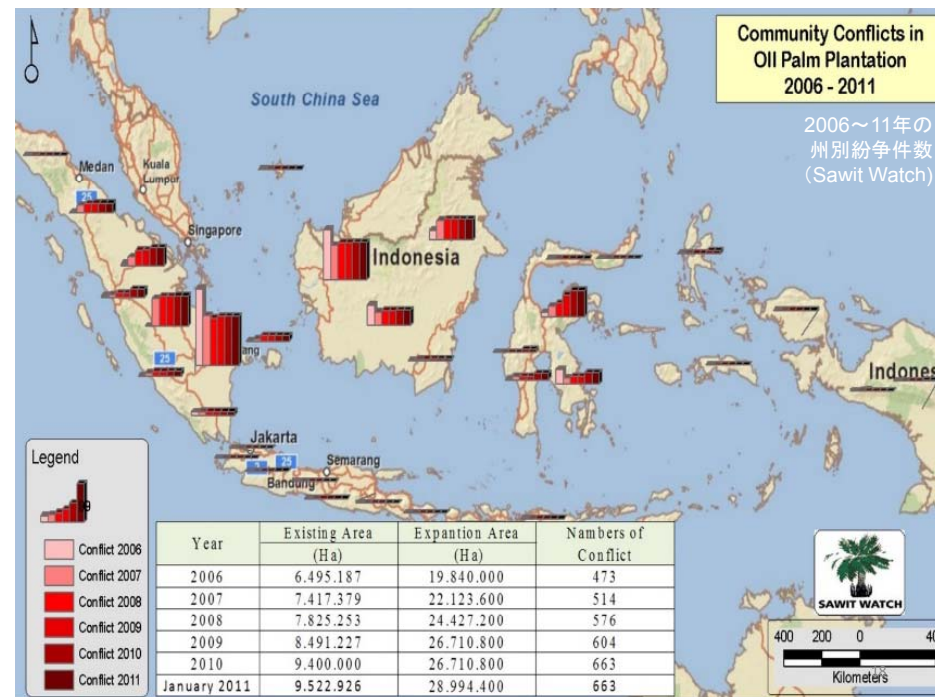 Community Conflicts in
OIl Palm Plantation
2006 - 2011
2006～11年の
州別紛争件数
（Sawit Watch)
South China Sea
Medan
Kuala
Lumpur
25
Singapore
Indonesia
25
ang
Indones
Jakarta
25
Semarang
Bandung
Legend
Conflict 2006
Conflict 2007
Conflict 2008
Conflict 2009
Conflict 2010
Conflict 2011
Year Existing Area Expantion Area Nambers of
(Ha) (Ha) Conflict
2006 6.495.187 19.840.000 473
2007 7.417.379 22.123.600 514
2008 7.825.253 24.427.200 576
2009 8.491.227 26.710.800 604
2010 9.400.000 26.710.800 663
January 2011 9.522.926 28.994.400 663
SAWIT WATCH
400 200 0 40
Kilometers